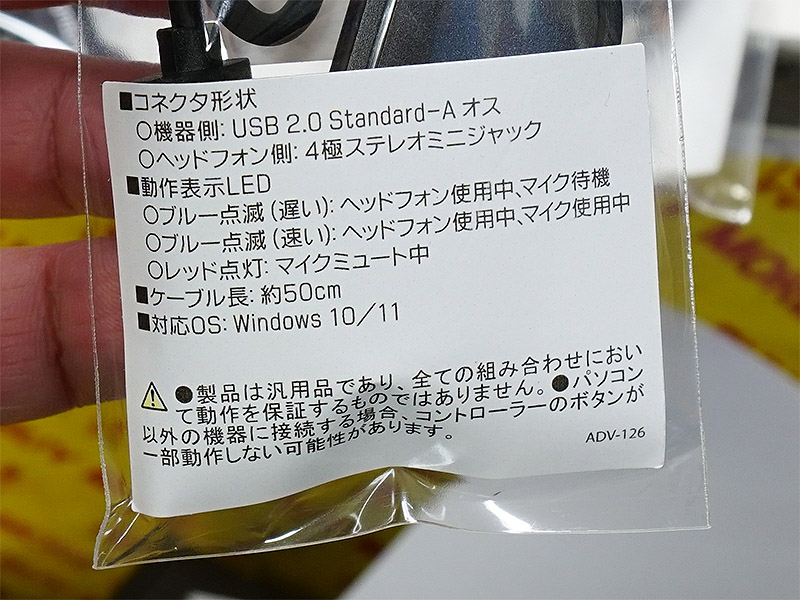 ■コネクタ形状
○機器側: USB 2.0 Standard-A オス
○ヘッドフォン側: 4極ステレオミニジャック
■動作表示LED
○ブルー点滅(遅い): ヘッドフォン使用中、マイク待機
○ブルー点滅(速い): ヘッドフォン使用中、マイク使用中
○レッド点灯: マイクミュート中
■ケーブル長: 約50cm
■対応OS: Windows 10/11
⚠ ●製品は汎用品であり、全ての組み合わせにおい
て動作を保証するものではありません。●パソコン
以外の機器に接続する場合、コントローラーのボタンが
一部動作しない可能性があります。
ADV-126